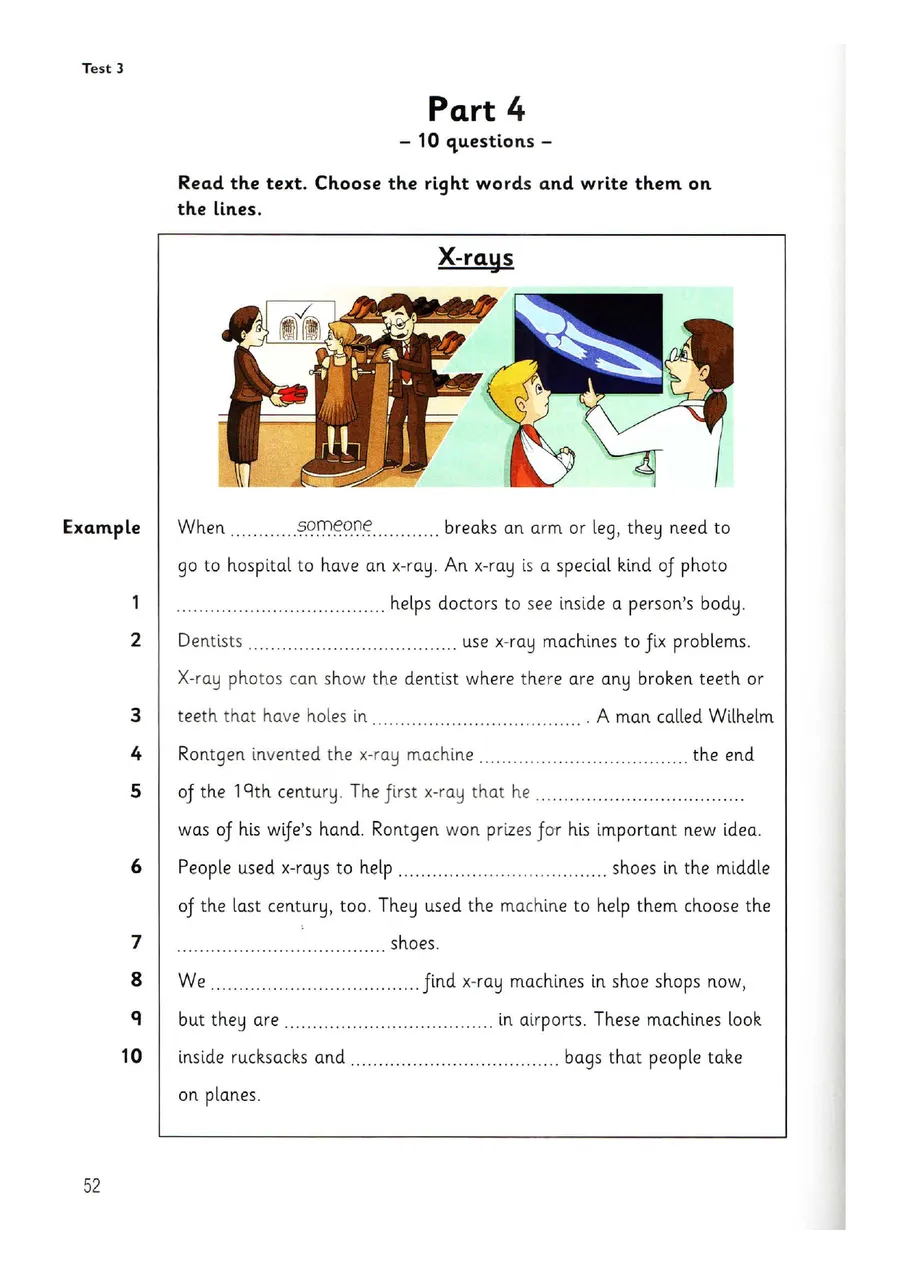 Test 3
Part 4
– 10 questions –
Read the text. Choose the right words and write them on
the lines.
X-rays
Example When ............someone............ breaks an arm or leg, they need to
go to hospital to have an x-ray. An x-ray is a special kind of photo
1 ..................................... helps doctors to see inside a person's body.
2 Dentists ..................................... use x-ray machines to fix problems.
X-ray photos can show the dentist where there are any broken teeth or
3 teeth that have holes in ..................................... . A man called Wilhelm
4 Rontgen invented the x-ray machine ..................................... the end
5 of the 19th century. The first x-ray that he .....................................
was of his wife's hand. Rontgen won prizes for his important new idea.
6 People used x-rays to help ..................................... shoes in the middle
of the last century, too. They used the machine to help them choose the
7 ..................................... shoes.
8 We ..................................... find x-ray machines in shoe shops now,
9 but they are ..................................... in airports. These machines look
10 inside rucksacks and ..................................... bags that people take
on planes.
52